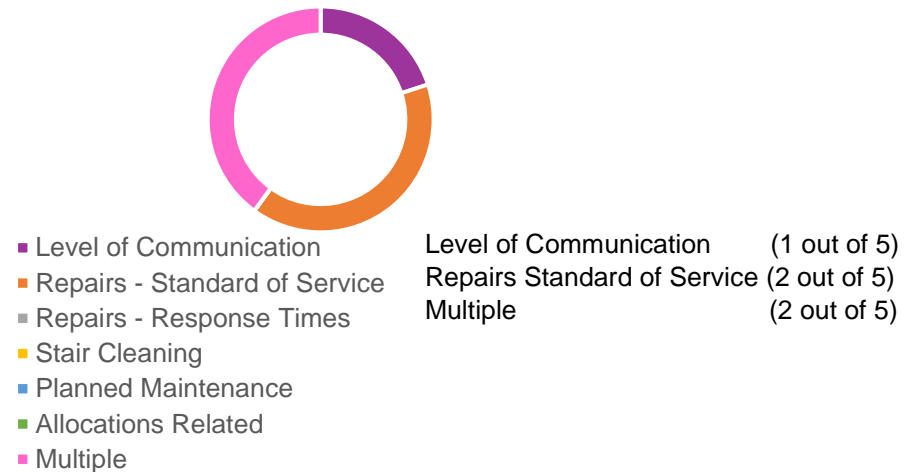 Level of Communication
Repairs - Standard of Service
Repairs - Response Times
Stair Cleaning
Planned Maintenance
Allocations Related
Multiple
Level of Communication (1 out of 5)
Repairs Standard of Service (2 out of 5)
Multiple (2 out of 5)